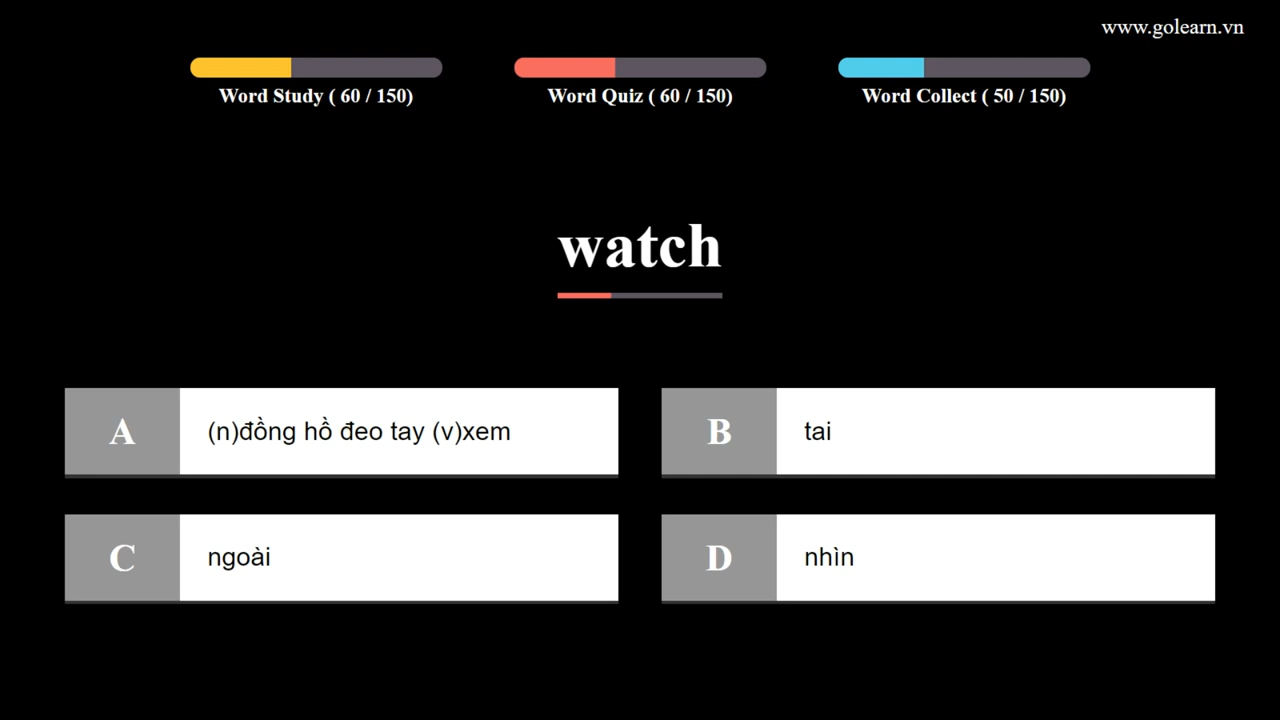 www.golearn.vn
Word Study ( 60 / 150)
Word Quiz ( 60 / 150)
Word Collect ( 50 / 150)
watch
A
(n)đồng hồ đeo tay (v)xem
B
tai
C
ngoài
D
nhìn